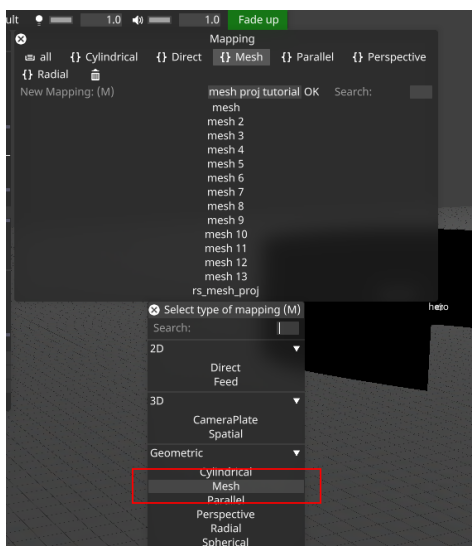 ult 1.0 1.0 Fade up
Mapping
all {} Cylindrical {} Direct {} Mesh {} Parallel {} Perspective
{} Radial
New Mapping: (M) mesh proj tutorial OK Search:
mesh
mesh 2
mesh 3
mesh 4
mesh 5
mesh 6
mesh 7
mesh 8
mesh 9
mesh 10
mesh 11
mesh 12
mesh 13
rs_mesh_proj
Select type of mapping (M)
Search:
2D
Direct
Feed
3D
CameraPlate
Spatial
Geometric
Cylindrical
Mesh
Parallel
Perspective
Radial
Spherical